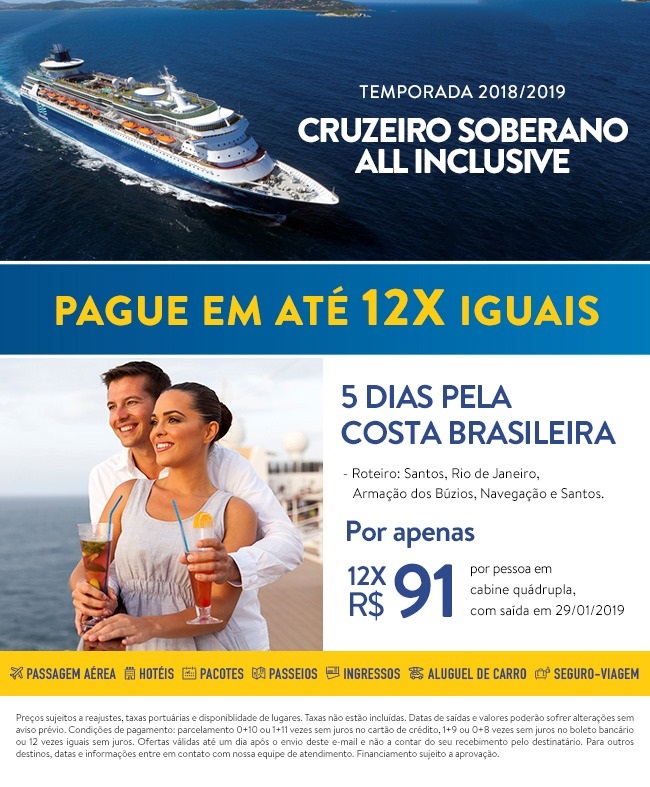 TEMPORADA 2018/2019
CRUZEIRO SOBERANO
ALL INCLUSIVE
PAGUE EM ATÉ 12X IGUAIS
5 DIAS PELA
COSTA BRASILEIRA
- Roteiro: Santos, Rio de Janeiro,
Armação dos Búzios, Navegação e Santos.
Por apenas
12X
R$ 91
por pessoa em
cabine quádrupla,
com saída em 29/01/2019
PASSAGEM AÉREA HOTÉIS PACOTES PASSEIOS INGRESSOS ALUGUEL DE CARRO SEGURO-VIAGEM
Preços sujeitos a reajustes, taxas portuárias e disponiblidade de lugares. Taxas não estão incluídas. Datas de saídas e valores poderão sofrer alterações sem
aviso prévio. Condições de pagamento: parcelamento 0+10 ou 1+11 vezes sem juros no cartão de crédito, 1+9 ou 0+8 vezes sem juros no boleto bancário
ou 12 vezes iguais sem juros. Ofertas válidas até um dia após o envio deste e-mail e não a contar do seu recebimento pelo destinatário. Para outros
destinos, datas e informações entre em contato com nossa equipe de atendimento. Financiamento sujeito a aprovação.